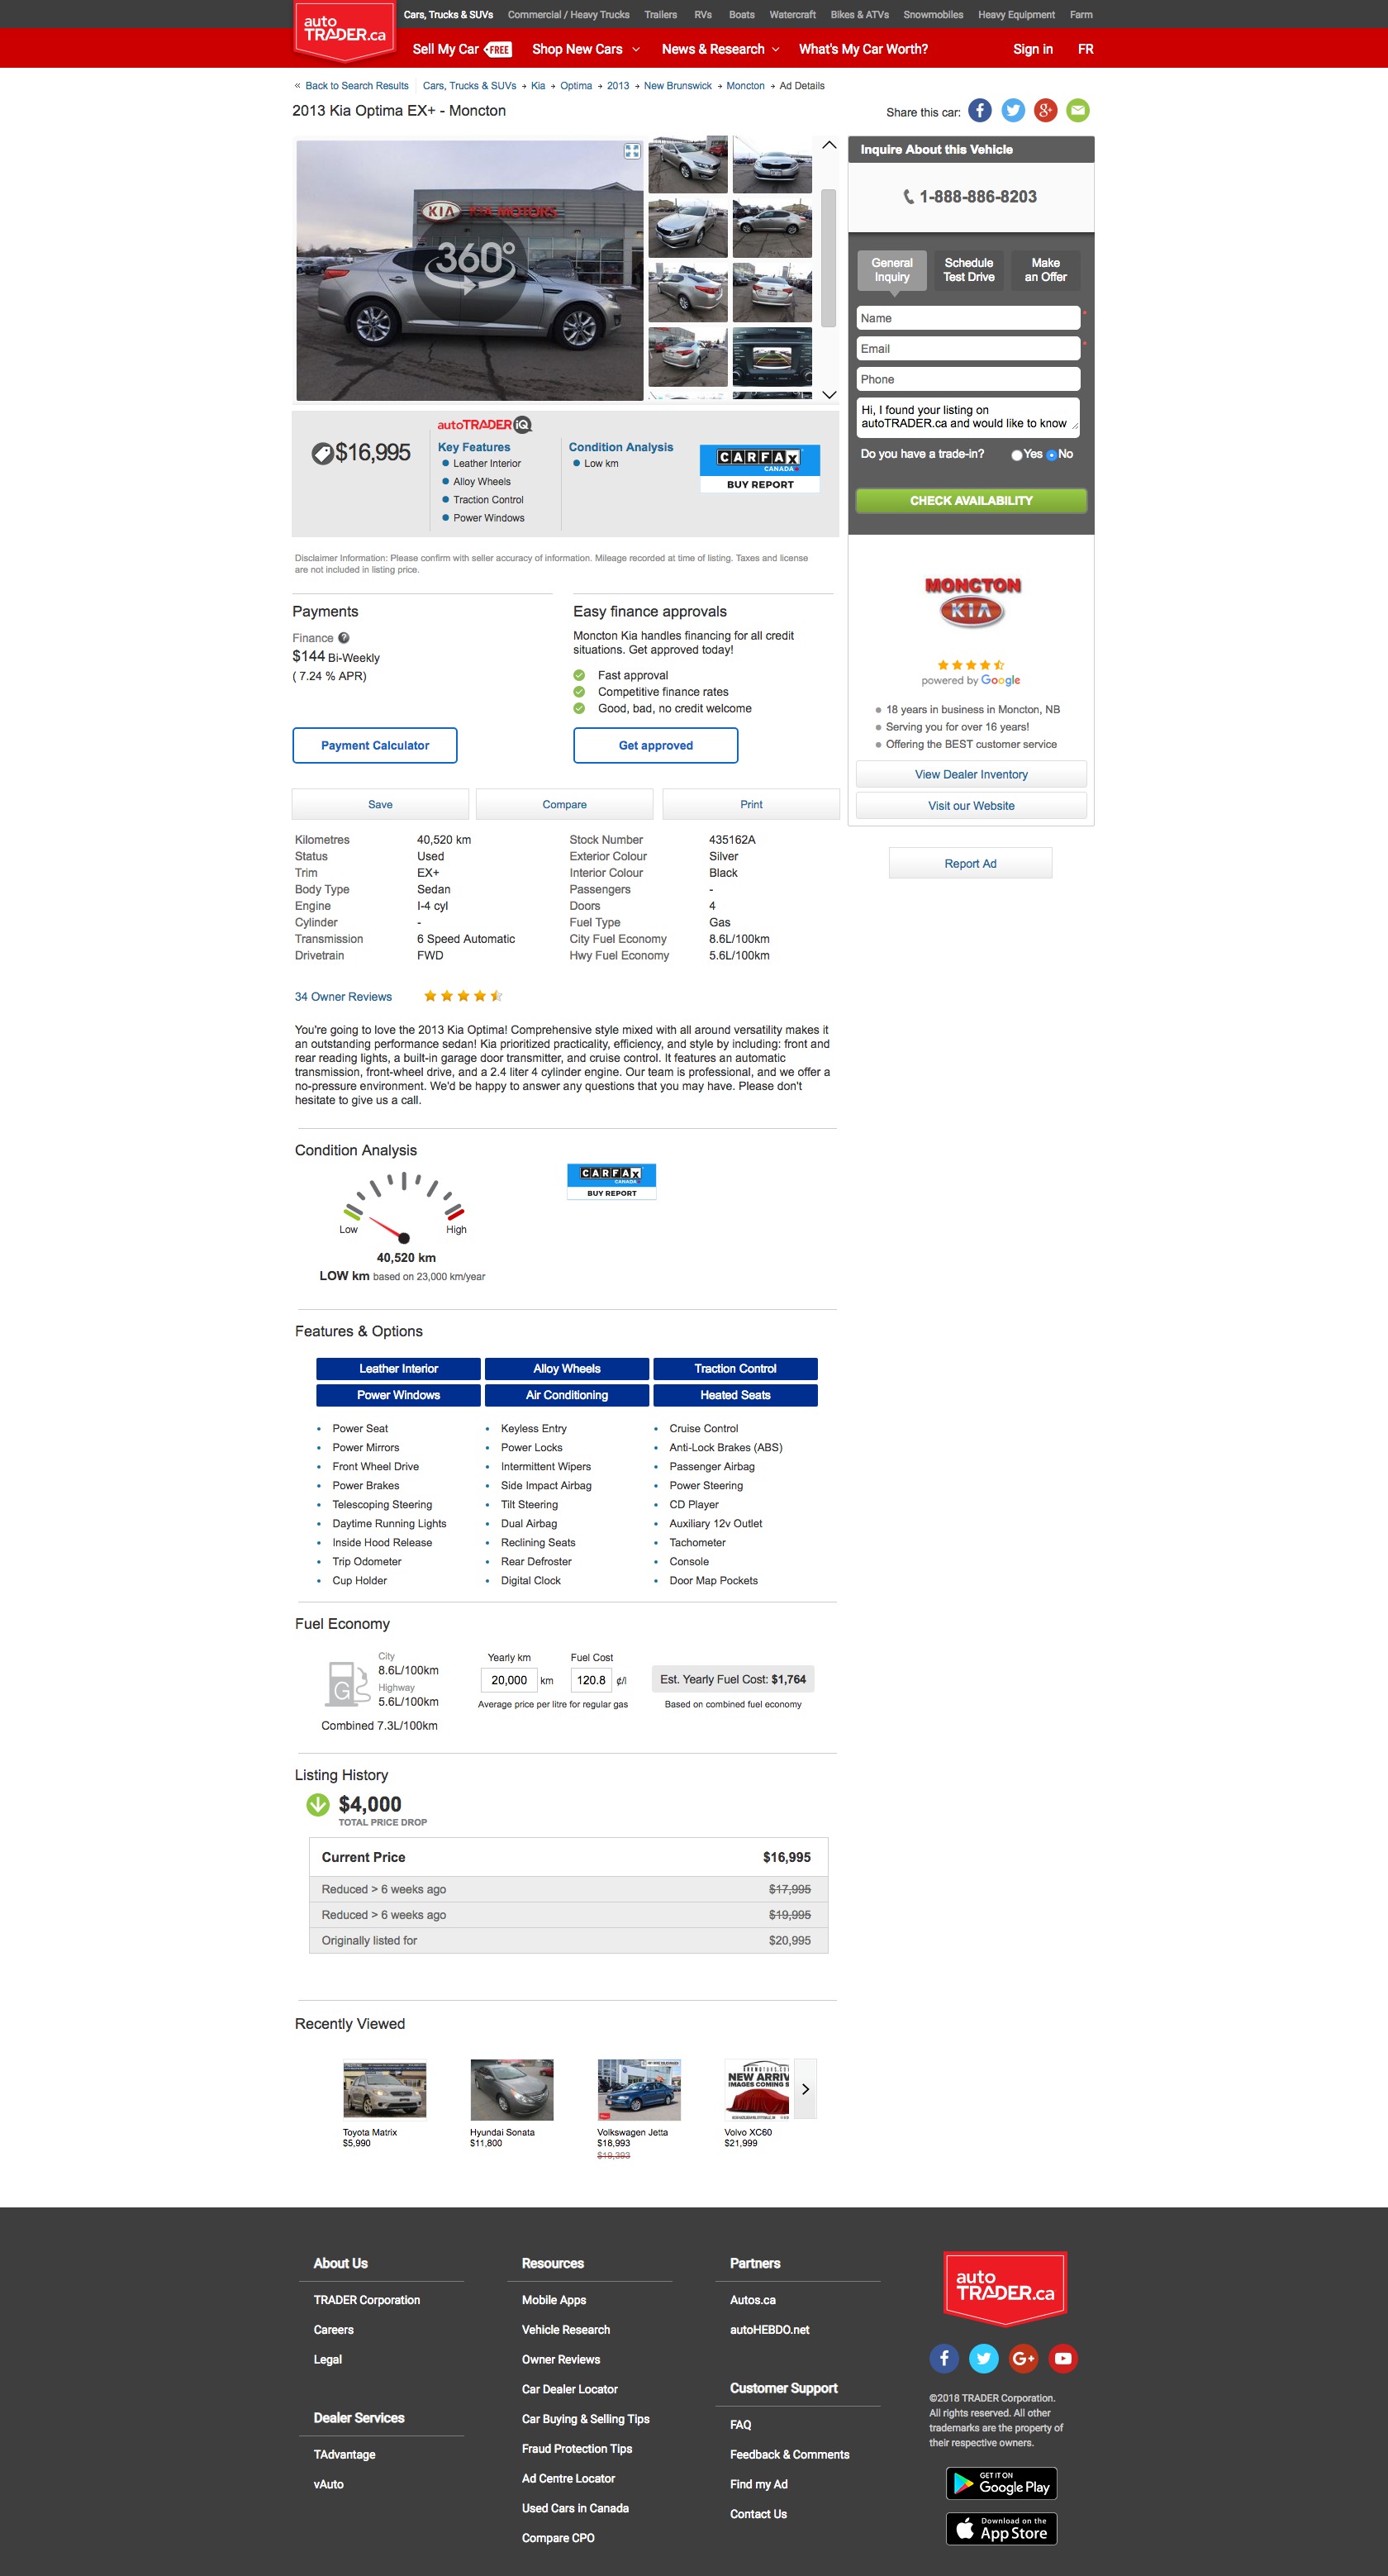 auto
TRADER.ca
Cars, Trucks & SUVs Commercial / Heavy Trucks Trailers RVs Boats Watercraft Bikes & ATVs Snowmobiles Heavy Equipment Farm
Sell My Car FREE Shop New Cars News & Research What's My Car Worth? Sign in FR
« Back to Search Results Cars, Trucks & SUVs → Kia → Optima → 2013 → New Brunswick → Moncton → Ad Details
2013 Kia Optima EX+ - Moncton
Share this car:
KIA KIA MOTORS
360°
Inquire About this Vehicle
1-888-886-8203
General Inquiry
Schedule Test Drive
Make an Offer
Name *
Email *
Phone
Hi, I found your listing on
autoTRADER.ca and would like to know
Do you have a trade-in? Yes No
CHECK AVAILABILITY
$16,995
autoTRADER iQ
Key Features
Leather Interior
Alloy Wheels
Traction Control
Power Windows
Condition Analysis
Low km
CARFAX
CANADA
BUY REPORT
Disclaimer Information: Please confirm with seller accuracy of information. Mileage recorded at time of listing. Taxes and license
are not included in listing price.
Payments
Finance ?
$144 Bi-Weekly
( 7.24 % APR)
Payment Calculator
Easy finance approvals
Moncton Kia handles financing for all credit
situations. Get approved today!
Fast approval
Competitive finance rates
Good, bad, no credit welcome
Get approved
MONCTON
KIA
powered by Google
18 years in business in Moncton, NB
Serving you for over 16 years!
Offering the BEST customer service
View Dealer Inventory
Visit our Website
Report Ad
Save Compare Print
Kilometres 40,520 km Stock Number 435162A
Status Used Exterior Colour Silver
Trim EX+ Interior Colour Black
Body Type Sedan Passengers -
Engine I-4 cyl Doors 4
Cylinder - Fuel Type Gas
Transmission 6 Speed Automatic City Fuel Economy 8.6L/100km
Drivetrain FWD Hwy Fuel Economy 5.6L/100km
34 Owner Reviews
You're going to love the 2013 Kia Optima! Comprehensive style mixed with all around versatility makes it
an outstanding performance sedan! Kia prioritized practicality, efficiency, and style by including: front and
rear reading lights, a built-in garage door transmitter, and cruise control. It features an automatic
transmission, front-wheel drive, and a 2.4 liter 4 cylinder engine. Our team is professional, and we offer a
no-pressure environment. We'd be happy to answer any questions that you may have. Please don't
hesitate to give us a call.
Condition Analysis
Low High
40,520 km
LOW km based on 23,000 km/year
CARFAX
CANADA
BUY REPORT
Features & Options
Leather Interior Alloy Wheels Traction Control
Power Windows Air Conditioning Heated Seats
Power Seat Keyless Entry Cruise Control
Power Mirrors Power Locks Anti-Lock Brakes (ABS)
Front Wheel Drive Intermittent Wipers Passenger Airbag
Power Brakes Side Impact Airbag Power Steering
Telescoping Steering Tilt Steering CD Player
Daytime Running Lights Dual Airbag Auxiliary 12v Outlet
Inside Hood Release Reclining Seats Tachometer
Trip Odometer Rear Defroster Console
Cup Holder Digital Clock Door Map Pockets
Fuel Economy
G
City
8.6L/100km
Highway
5.6L/100km
Combined 7.3L/100km
Yearly km Fuel Cost
20,000 km 120.8 ¢/l
Average price per litre for regular gas
Est. Yearly Fuel Cost: $1,764
Based on combined fuel economy
Listing History
$4,000
TOTAL PRICE DROP
Current Price $16,995
Reduced > 6 weeks ago $17,995
Reduced > 6 weeks ago $19,995
Originally listed for $20,995
Recently Viewed
NEW ARRIV
IMAGES COMING S
Toyota Matrix Hyundai Sonata Volkswagen Jetta Volvo XC60
$5,990 $11,800 $18,993 $21,999
$19,393
About Us
TRADER Corporation
Careers
Legal
Dealer Services
TAdvantage
vAuto
Resources
Mobile Apps
Vehicle Research
Owner Reviews
Car Dealer Locator
Car Buying & Selling Tips
Fraud Protection Tips
Ad Centre Locator
Used Cars in Canada
Compare CPO
Partners
Autos.ca
autoHEBDO.net
Customer Support
FAQ
Feedback & Comments
Find my Ad
Contact Us
auto
TRADER.ca
©2018 TRADER Corporation.
All rights reserved. All other
trademarks are the property of
their respective owners.
GET IT ON
Google Play
Download on the
App Store